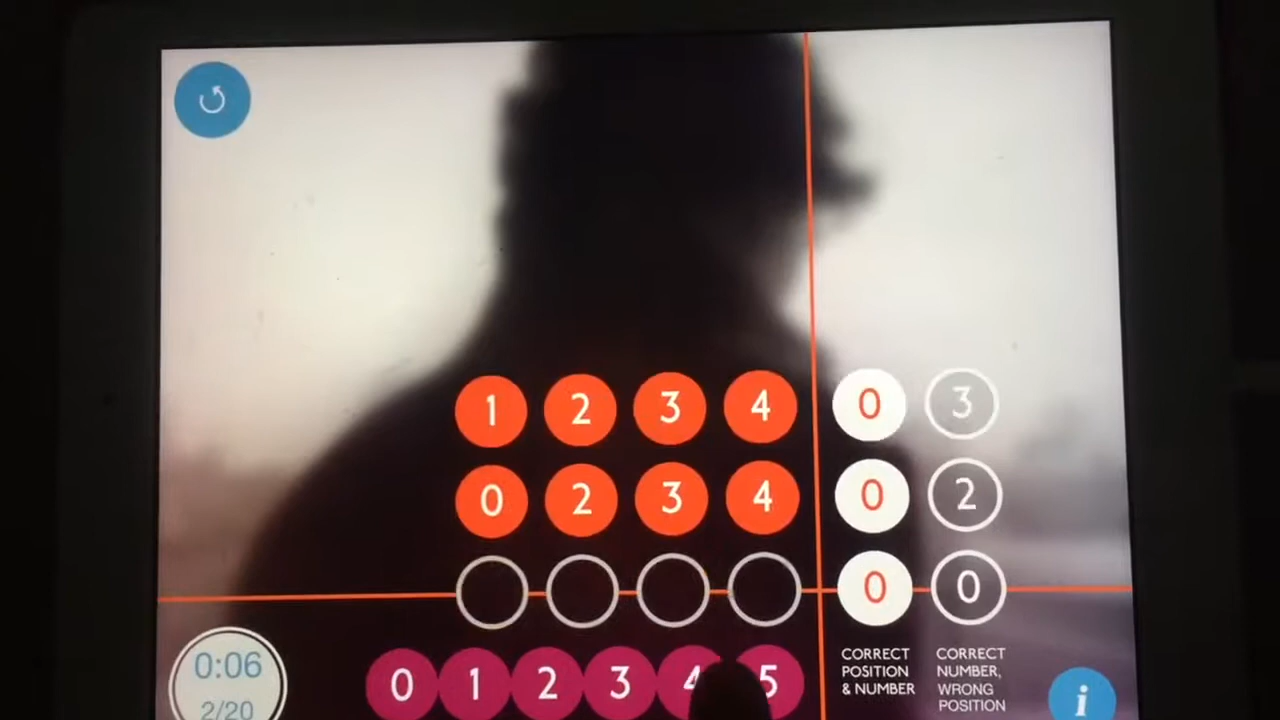 1 2 3 4 0 3
0 2 3 4 0 2
0 0
0:06
2/20
0 1 2 3 4 5
CORRECT
POSITION
& NUMBER
CORRECT
NUMBER,
WRONG
POSITION
i